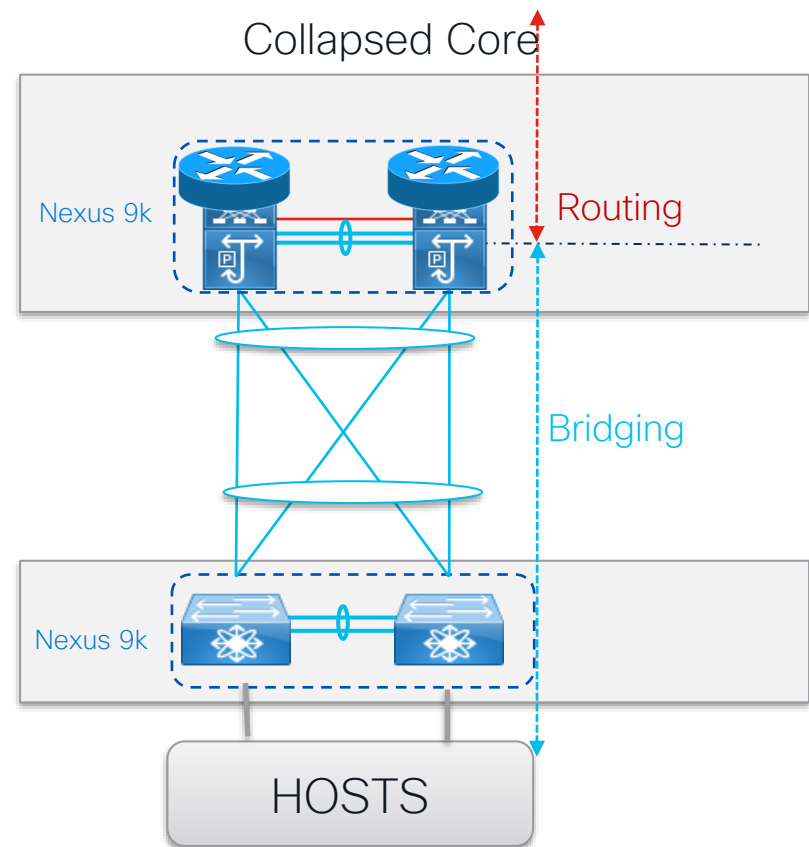 Collapsed Core
Nexus 9k
Routing
P
P
Bridging
Nexus 9k
HOSTS